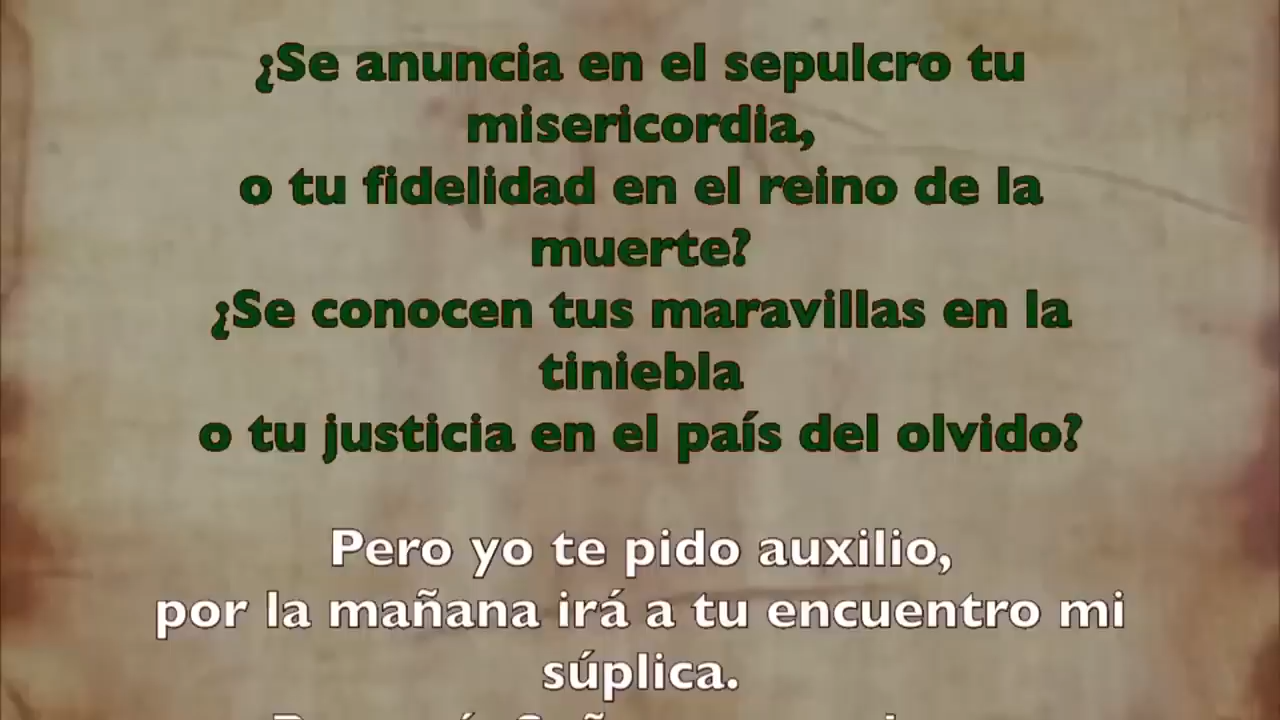 ¿Se anuncia en el sepulcro tu
misericordia,
o tu fidelidad en el reino de la
muerte?
¿Se conocen tus maravillas en la
tiniebla
o tu justicia en el país del olvido?
Pero yo te pido auxilio,
por la mañana irá a tu encuentro mi
súplica.